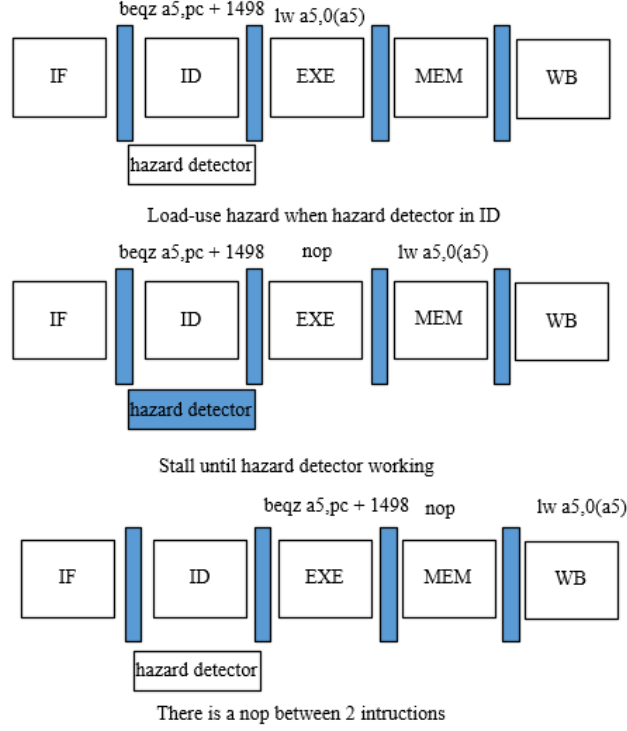 beqz a5,pc + 1498 lw a5,0(a5)
IF ID EXE MEM WB
hazard detector
Load-use hazard when hazard detector in ID
beqz a5,pc + 1498 nop lw a5,0(a5)
IF ID EXE MEM WB
hazard detector
Stall until hazard detector working
beqz a5,pc + 1498 nop lw a5,0(a5)
IF ID EXE MEM WB
hazard detector
There is a nop between 2 intructions